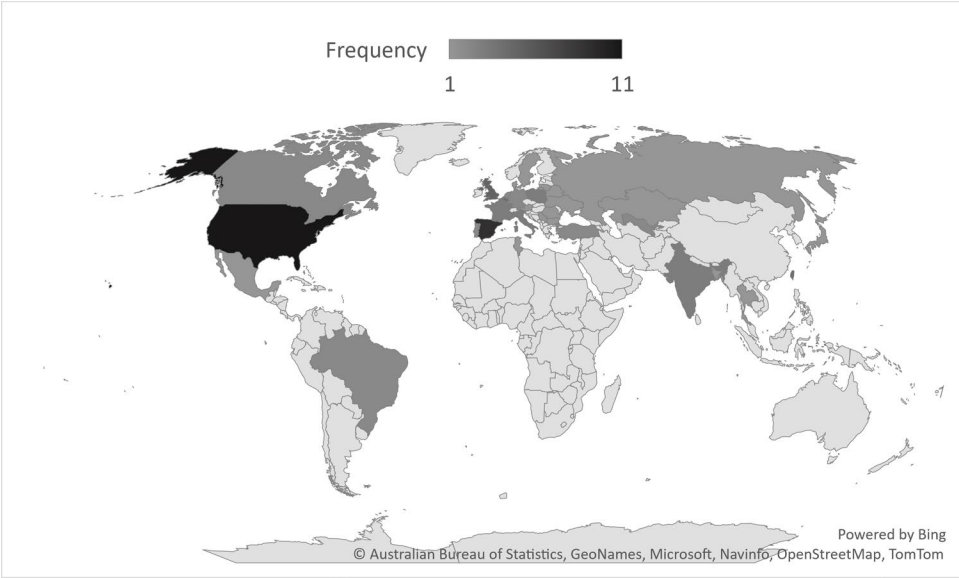 Frequency
1 11
Powered by Bing
© Australian Bureau of Statistics, GeoNames, Microsoft, Navinfo, OpenStreetMap, TomTom